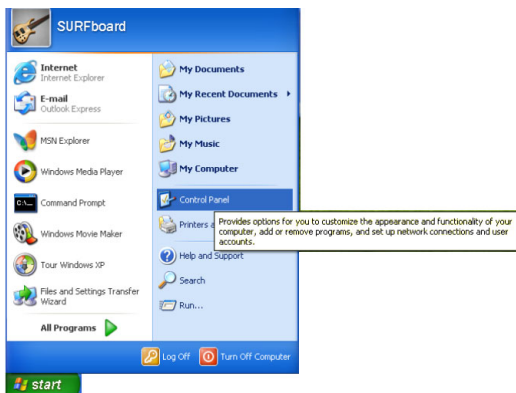 SURFboard
Internet
Internet Explorer
E-mail
Outlook Express
MSN Explorer
Windows Media Player
C:\
Command Prompt
Windows Movie Maker
Tour Windows XP
Files and Settings Transfer
Wizard
All Programs
My Documents
My Recent Documents
My Pictures
My Music
My Computer
Control Panel
Printers a
Provides options for you to customize the appearance and functionality of your
computer, add or remove programs, and set up network connections and user
accounts.
Help and Support
Search
Run...
Log Off
Turn Off Computer
start